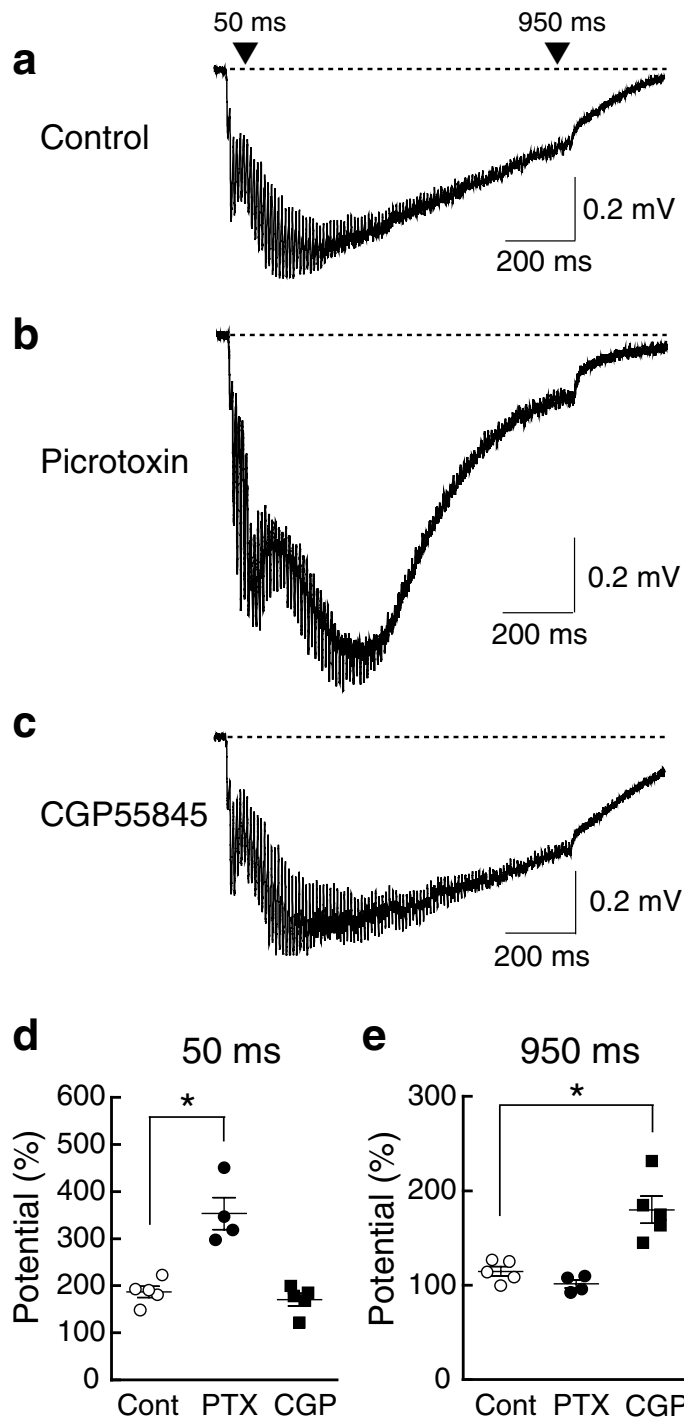 50 ms 950 ms
a
Control
0.2 mV
200 ms
b
Picrotoxin
0.2 mV
200 ms
c
CGP55845
0.2 mV
200 ms
d 50 ms
Potential (%)
600
500
400
300
200
100
0
*
Cont PTX CGP
e 950 ms
Potential (%)
300
200
100
0
*
Cont PTX CGP